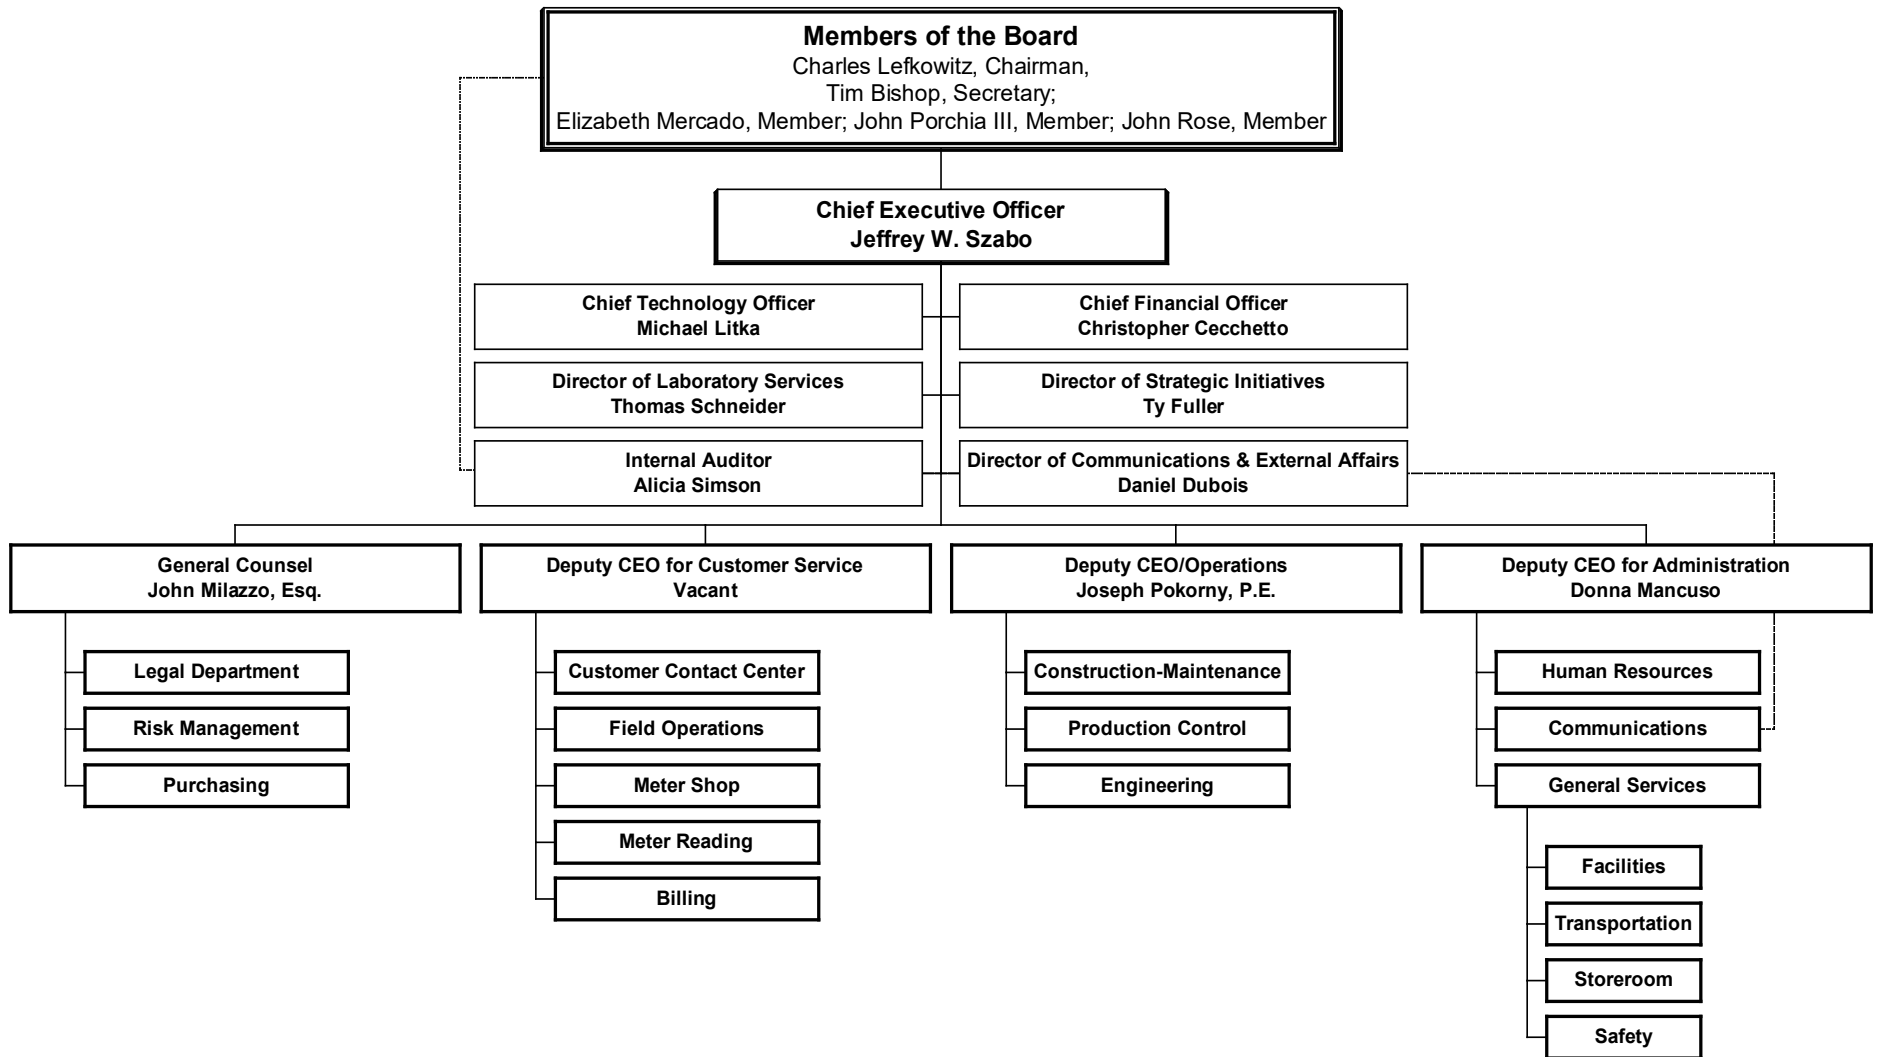 Members of the Board
Charles Lefkowitz, Chairman,
Tim Bishop, Secretary;
Elizabeth Mercado, Member; John Porchia III, Member; John Rose, Member
Chief Executive Officer
Jeffrey W. Szabo
Chief Technology Officer
Michael Litka
Chief Financial Officer
Christopher Cecchetto
Director of Laboratory Services
Thomas Schneider
Director of Strategic Initiatives
Ty Fuller
Internal Auditor
Alicia Simson
Director of Communications & External Affairs
Daniel Dubois
General Counsel
John Milazzo, Esq.
Legal Department
Risk Management
Purchasing
Deputy CEO for Customer Service
Vacant
Customer Contact Center
Field Operations
Meter Shop
Meter Reading
Billing
Deputy CEO/Operations
Joseph Pokorny, P.E.
Construction-Maintenance
Production Control
Engineering
Deputy CEO for Administration
Donna Mancuso
Human Resources
Communications
General Services
Facilities
Transportation
Storeroom
Safety